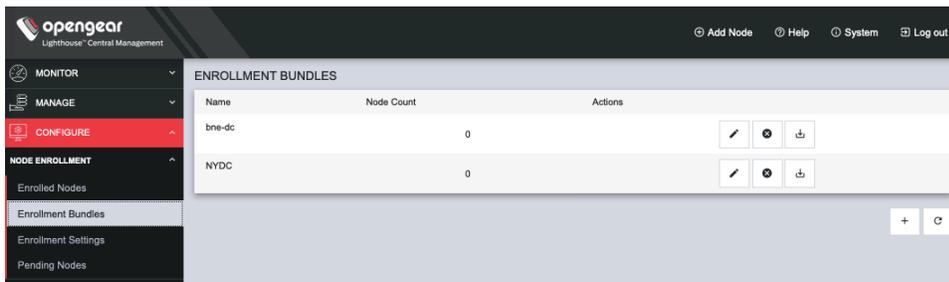 opengear
Lighthouse™ Central Management
Add Node Help System Log out
MONITOR
MANAGE
CONFIGURE
NODE ENROLLMENT
Enrolled Nodes
Enrollment Bundles
Enrollment Settings
Pending Nodes
ENROLLMENT BUNDLES
Name Node Count Actions
bne-dc 0
NYDC 0